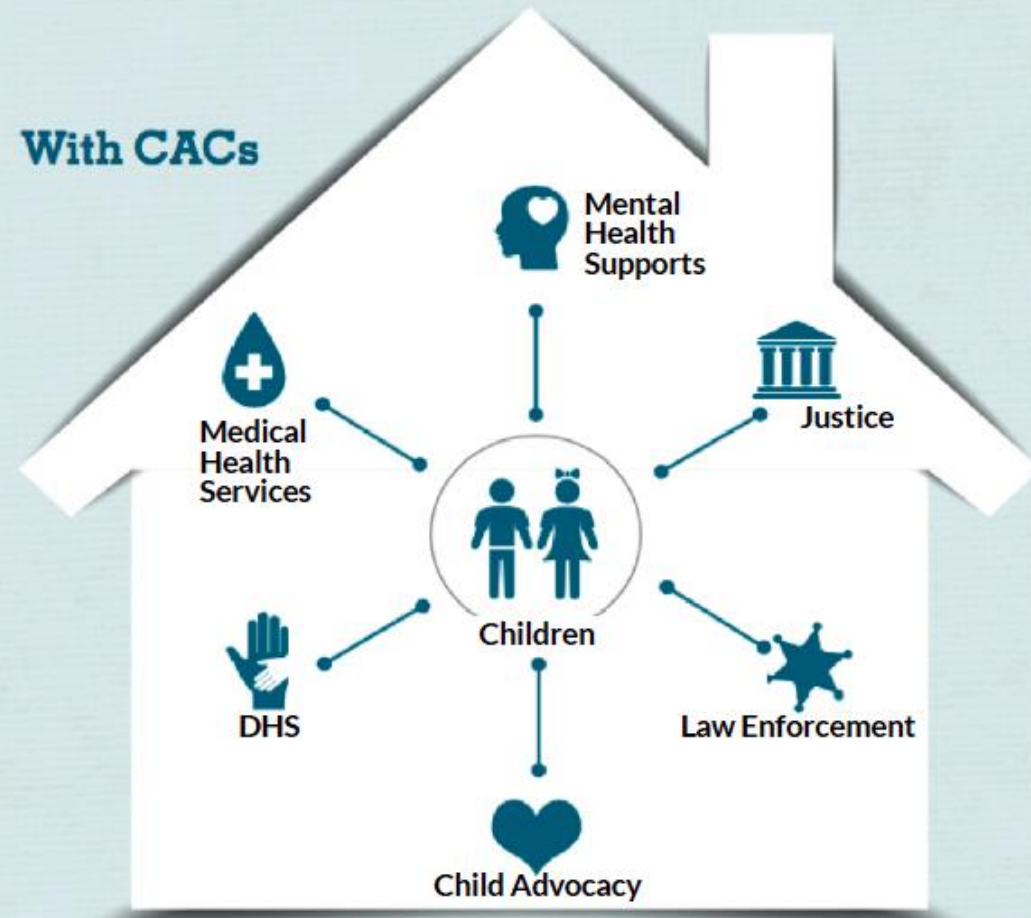 With CACs
Mental
Health
Supports
Justice
Medical
Health
Services
Children
DHS
Law Enforcement
Child Advocacy